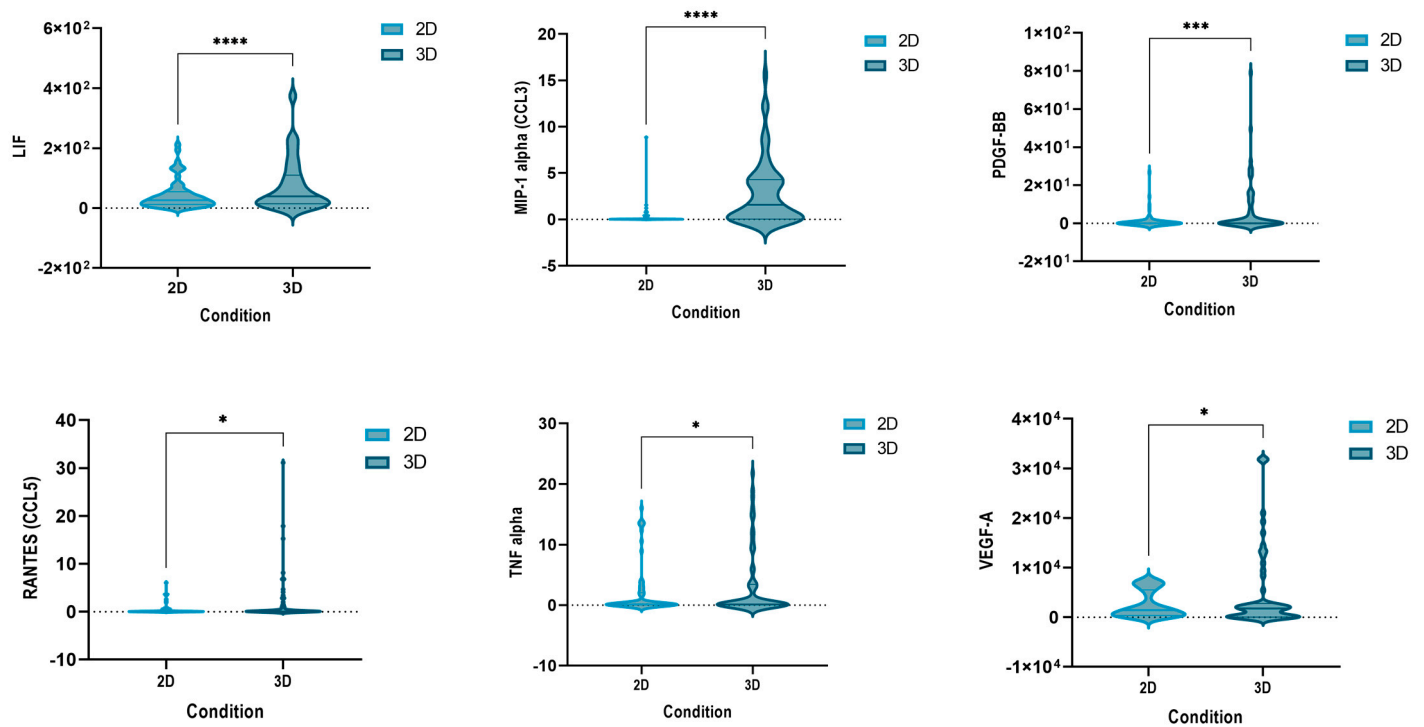 LIF
6×10²
4×10²
2×10²
0
-2×10²
****
2D
3D
2D
3D
Condition
MIP-1 alpha (CCL3)
20
15
10
5
0
-5
****
2D
3D
2D
3D
Condition
PDGF-BB
1×10²
8×10¹
6×10¹
4×10¹
2×10¹
0
-2×10¹
***
2D
3D
2D
3D
Condition
RANTES (CCL5)
40
30
20
10
0
-10
*
2D
3D
2D
3D
Condition
TNF alpha
30
20
10
0
-10
*
2D
3D
2D
3D
Condition
VEGF-A
4×10⁴
3×10⁴
2×10⁴
1×10⁴
0
-1×10⁴
*
2D
3D
2D
3D
Condition